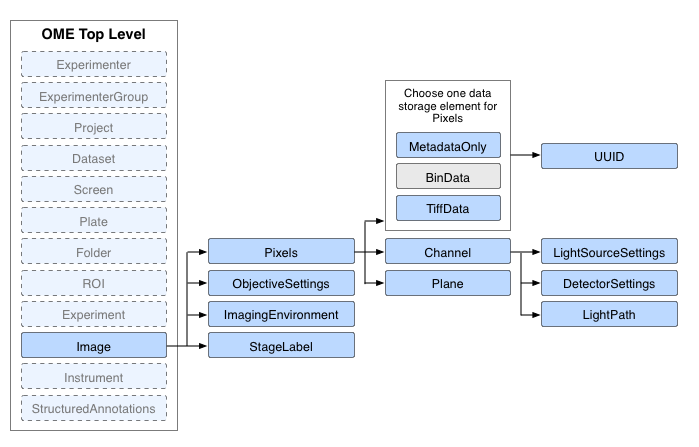 OME Top Level
Experimenter
ExperimenterGroup
Project
Dataset
Screen
Plate
Folder
ROI
Experiment
Image
Instrument
StructuredAnnotations
Pixels
ObjectiveSettings
ImagingEnvironment
StageLabel
Choose one data
storage element for
Pixels
MetadataOnly
BinData
TiffData
Channel
Plane
UUID
LightSourceSettings
DetectorSettings
LightPath